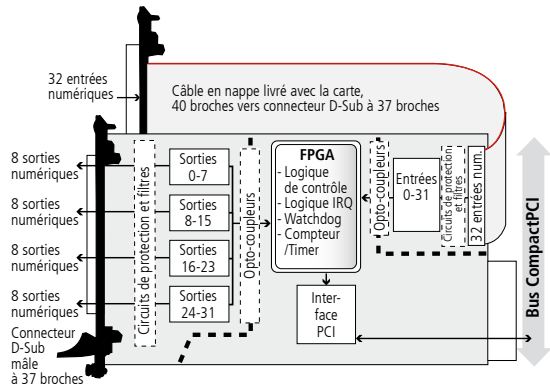 32 entrées
numériques
Câble en nappe livré avec la carte,
40 broches vers connecteur D-Sub à 37 broches
8 sorties
numériques
8 sorties
numériques
8 sorties
numériques
8 sorties
numériques
Connecteur
D-Sub
mâle
à 37 broches
Circuits de protection et filtres
Sorties
0-7
Sorties
8-15
Sorties
16-23
Sorties
24-31
Opto-coupleurs
FPGA
- Logique
de contrôle
- Logique IRQ
- Watchdog
- Compteur
/Timer
Inter-
face
PCI
Opto-coupleurs
Entrées
0-31
Circuits de protection
et filtres
32 entrées num.
Bus CompactPCI